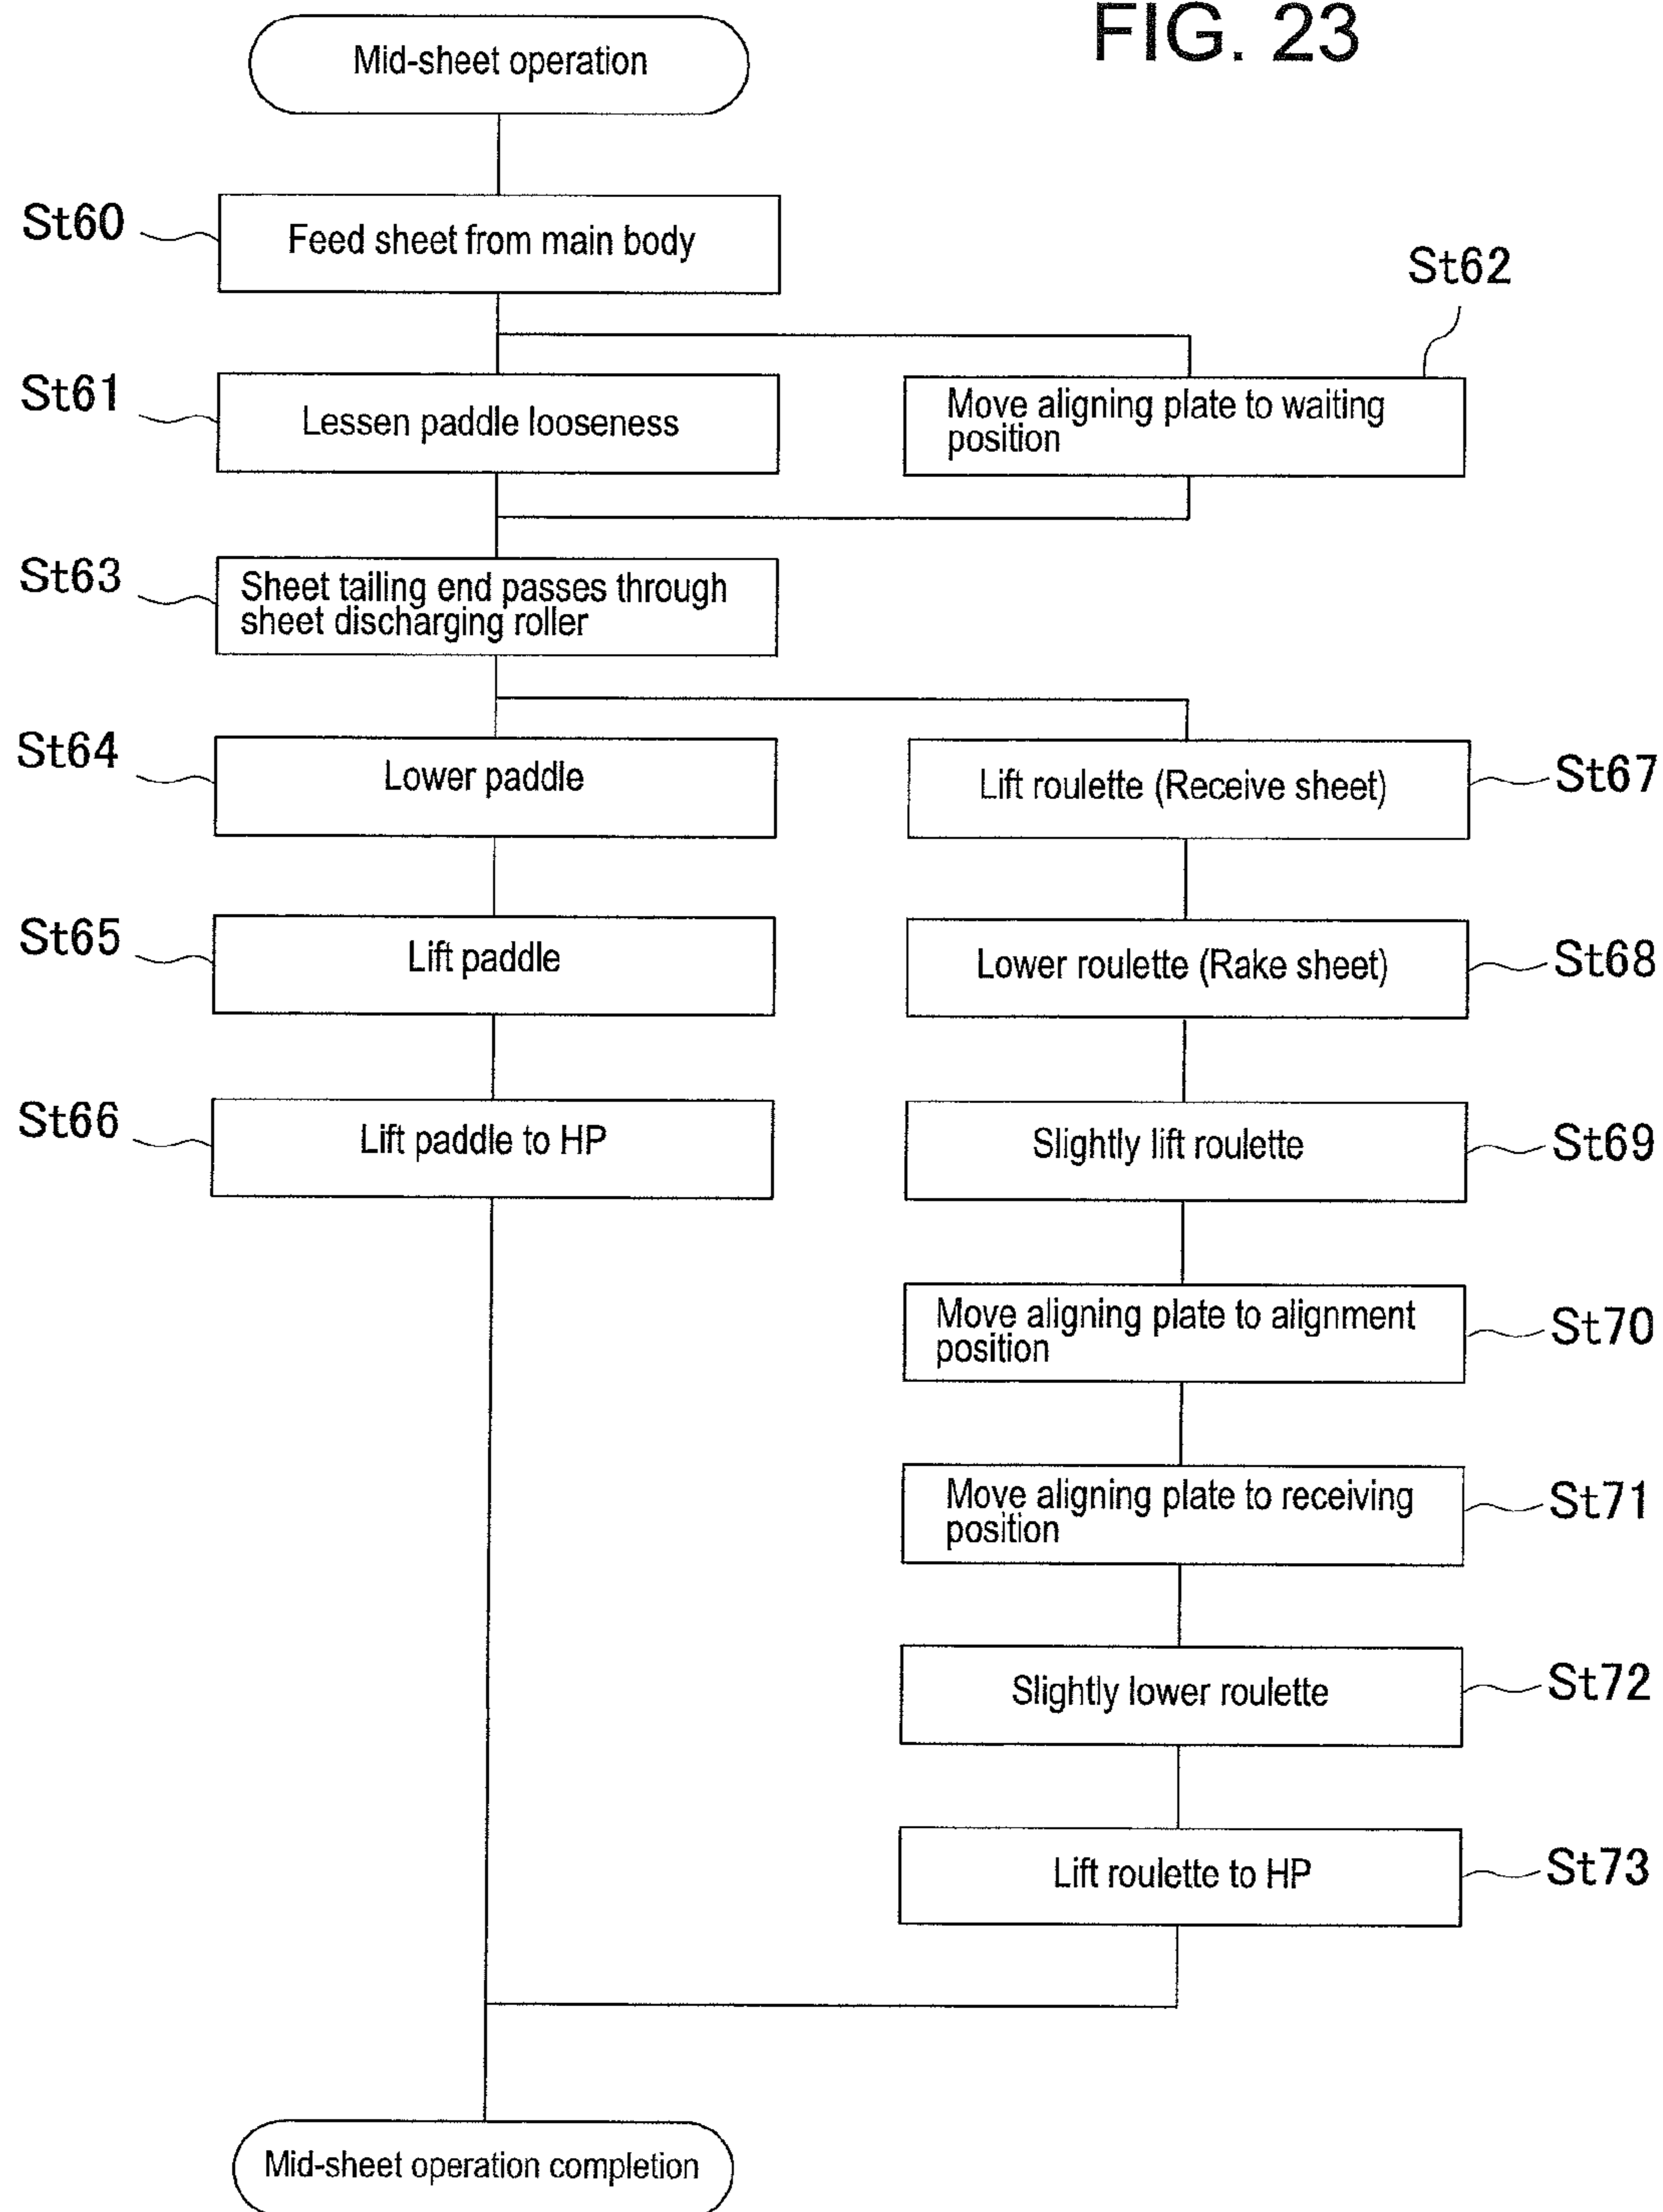 FIG. 23
Mid-sheet operation
St60
Feed sheet from main body
St62
St61
Lessen paddle looseness
Move aligning plate to waiting
position
St63
Sheet tailing end passes through
sheet discharging roller
St64
Lower paddle
Lift roulette (Receive sheet)
St67
St65
Lift paddle
Lower roulette (Rake sheet)
St68
St66
Lift paddle to HP
Slightly lift roulette
St69
Move aligning plate to alignment
position
St70
Move aligning plate to receiving
position
St71
Slightly lower roulette
St72
Lift roulette to HP
St73
Mid-sheet operation completion